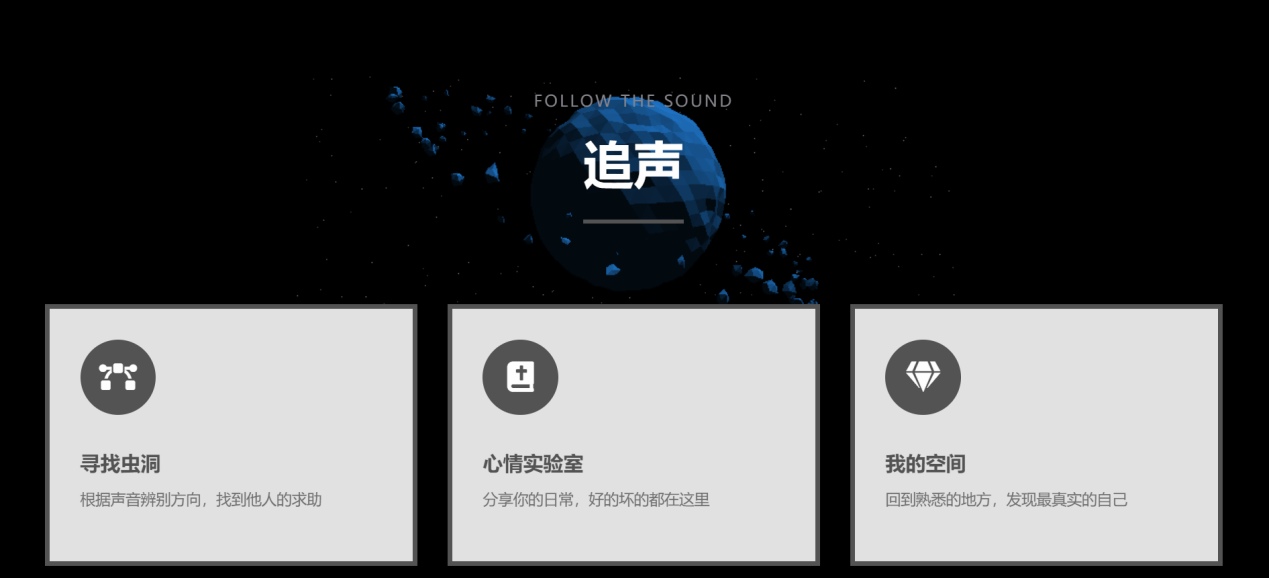 FOLLOW THE SOUND
追声
寻找虫洞
根据声音辨别方向，找到他人的求助
心情实验室
分享你的日常，好的坏的都在这里
我的空间
回到熟悉的地方，发现最真实的自己